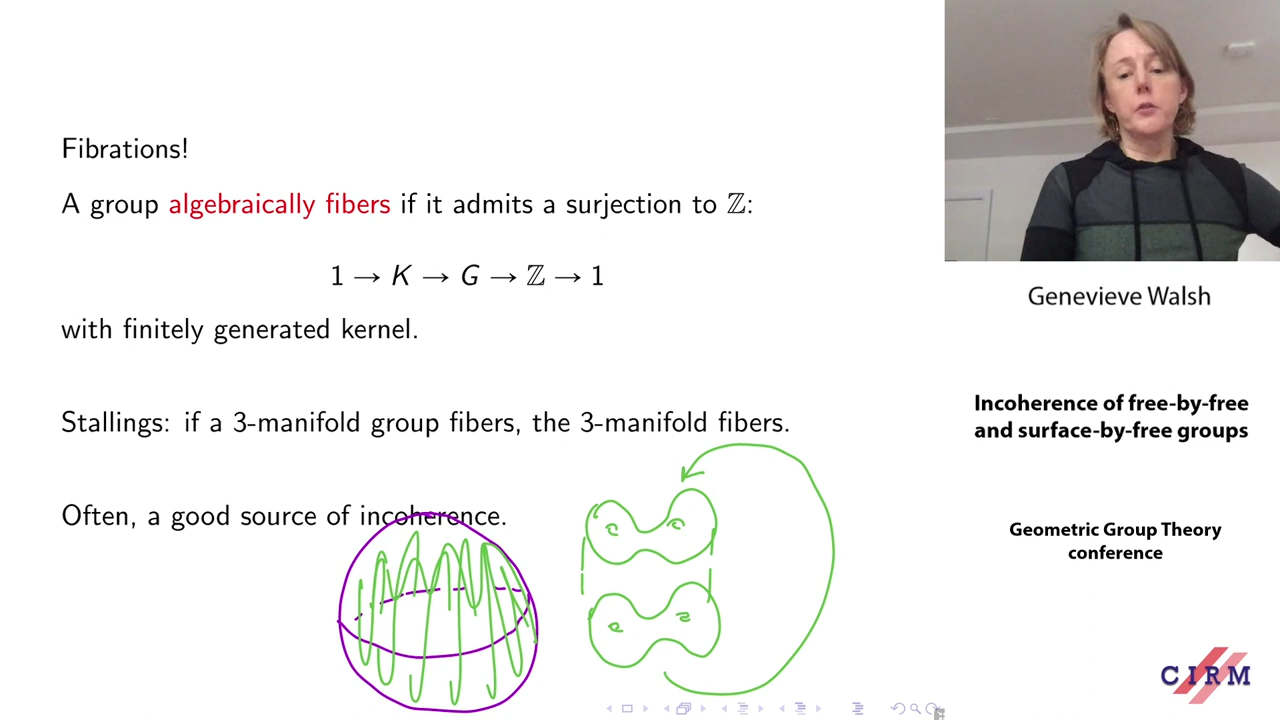 Fibrations!
A group algebraically fibers if it admits a surjection to ℤ:
1 → K → G → ℤ → 1
with finitely generated kernel.
Stallings: if a 3-manifold group fibers, the 3-manifold fibers.
Often, a good source of incoherence.
Genevieve Walsh
Incoherence of free-by-free
and surface-by-free groups
Geometric Group Theory
conference
CIRM